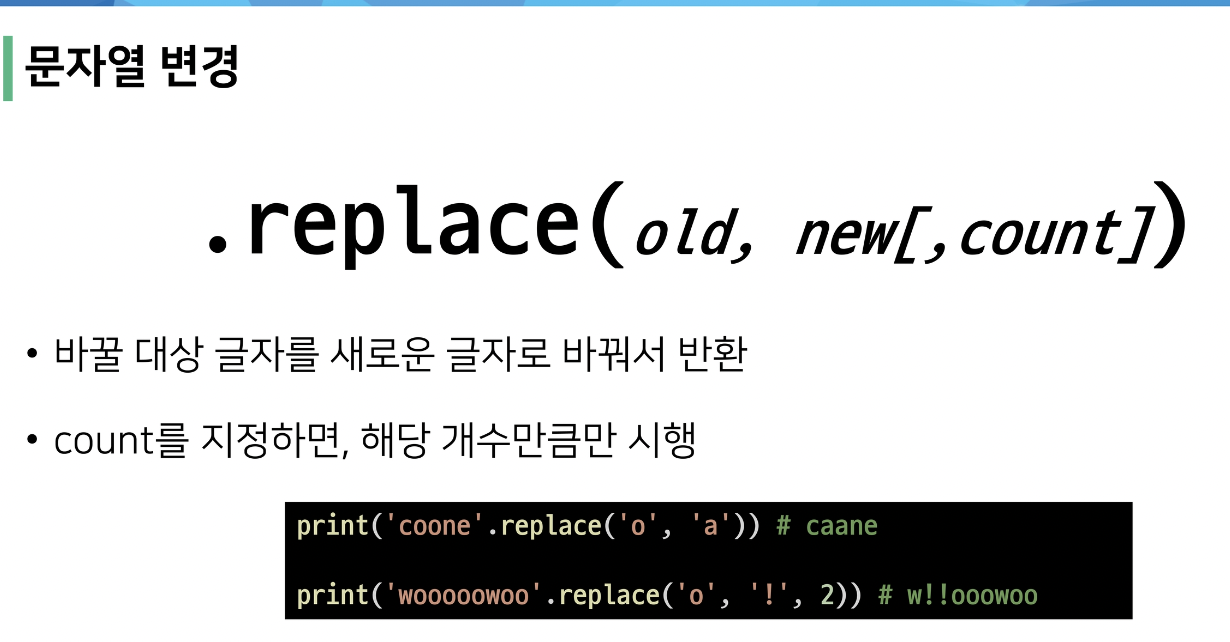 문자열 변경
.replace(old, new[,count])
• 바꿀 대상 글자를 새로운 글자로 바꿔서 반환
• count를 지정하면, 해당 개수만큼만 시행
print('coone'.replace('o', 'a')) # caane
print('wooooowoo'.replace('o', '!', 2)) # w!!ooowoo